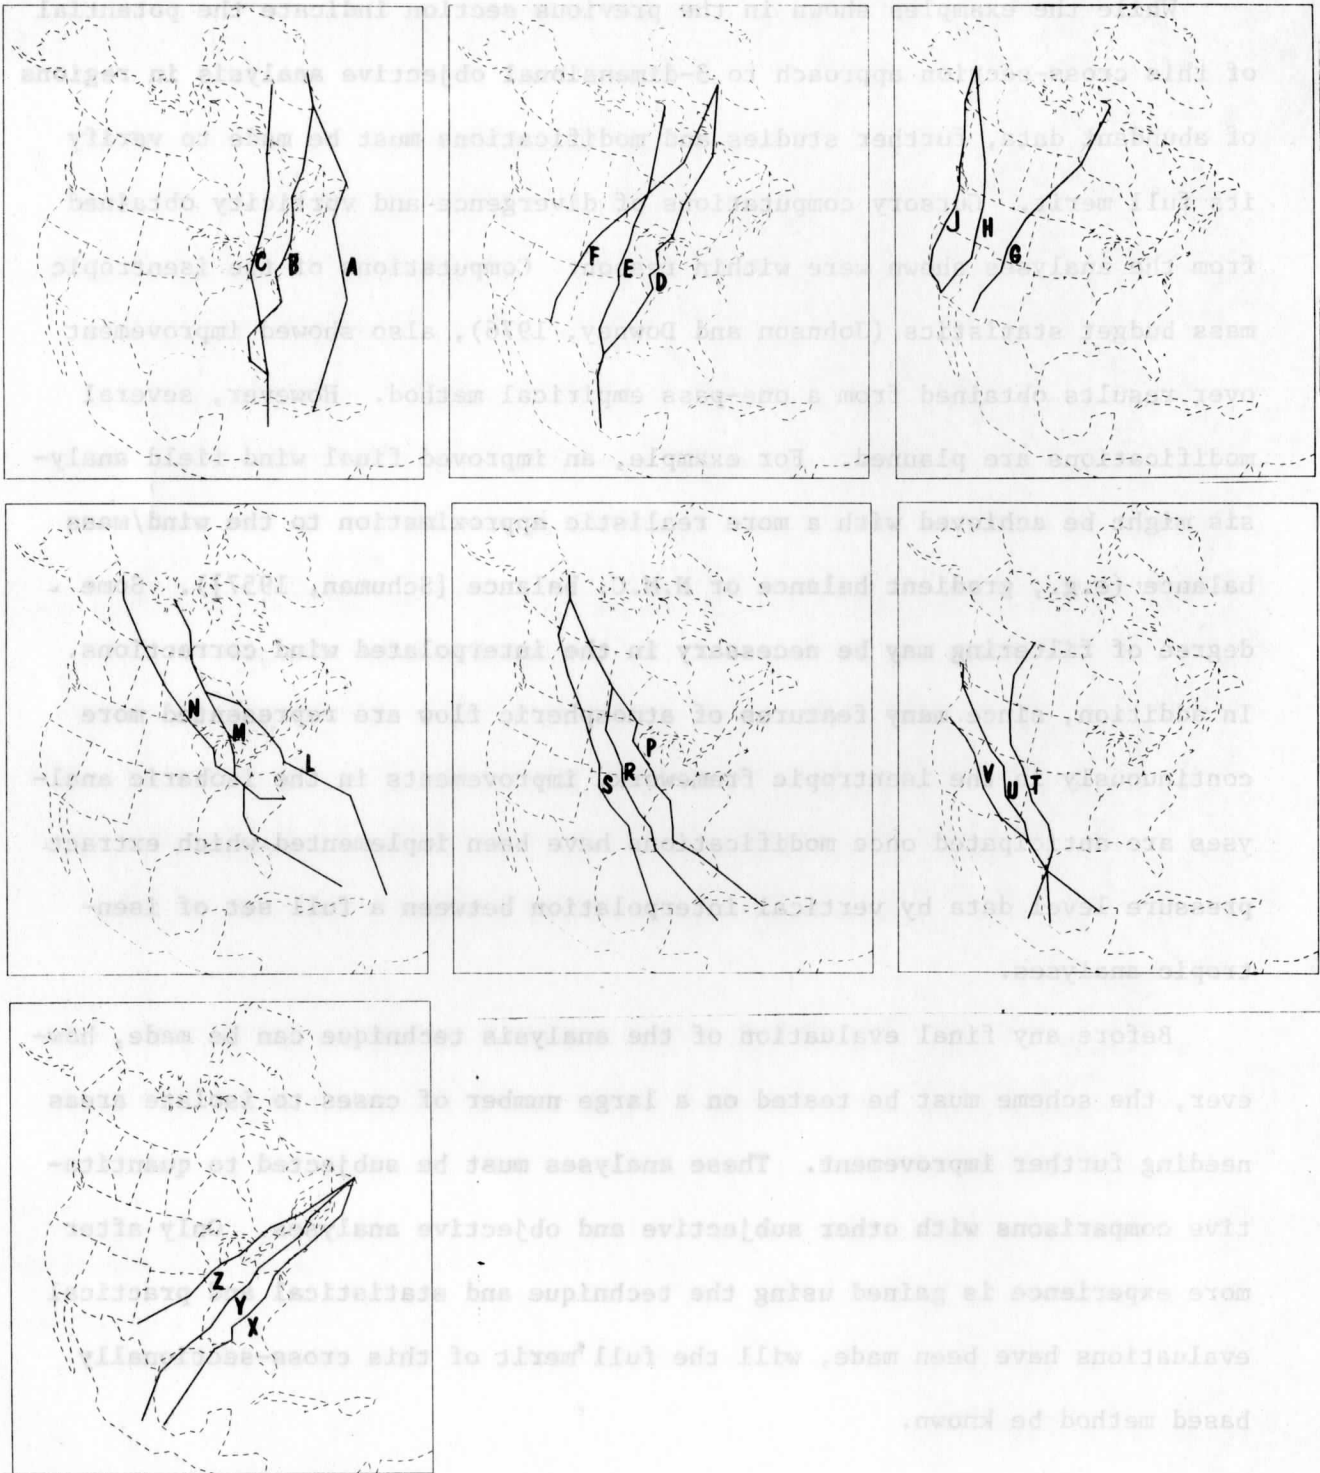 C B A
F E D
J H G
N M L
S R P
V U T
Z Y X
While the examples shown in the previous section indicate the potential
of this cross-section approach to 3-dimensional objective analysis in regions
of abundant data, further studies and modifications must be made to verify
its full merit. Cursory computations of divergence and vorticity obtained
from the analyses shown were within range. Computations of the isentropic
mass budget statistics (Johnson and Downey, 1976), also showed improvement
over results obtained from a one-pass empirical method. However, several
modifications are planned. For example, an improved final wind field analy-
sis might be achieved with a more realistic approximation to the wind/mass
balance (e.g., gradient balance or N.M.C. balance [Schuman, 1957]). Some
degree of filtering may be necessary in the interpolated wind corrections.
In addition, since many features of atmospheric flow are represented more
continuously in the isentropic framework, improvements in the isobaric anal-
yses are anticipated once modifications have been implemented which extract
pressure level data by vertical interpolation between a full set of isen-
tropic analyses.
Before any final evaluation of the analysis technique can be made, how-
ever, the scheme must be tested on a large number of cases to isolate areas
needing further improvement. These analyses must be subjected to quantita-
tive comparisons with other subjective and objective analyses. Only after
more experience is gained using the technique and statistical and practical
evaluations have been made, will the full merit of this cross-sectionally
based method be known.